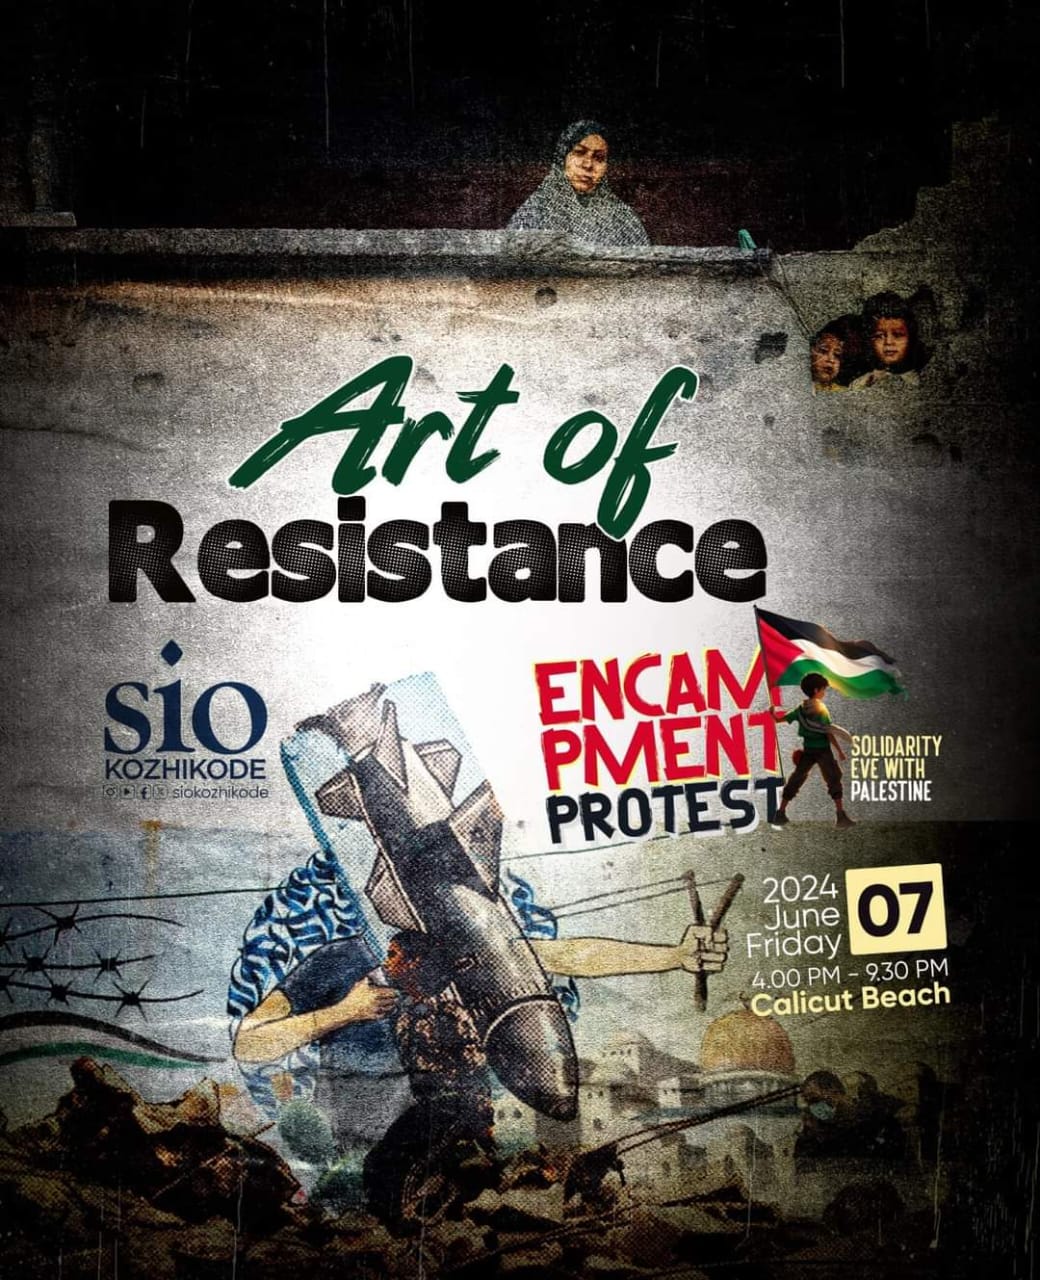 Art of
Resistance
sio
KOZHIKODE
siokozhikode
ENCAM
PMENT
PROTEST
SOLIDARITY
EVE WITH
PALESTINE
2024
June
Friday
07
4.00 PM - 9.30 PM
Calicut Beach